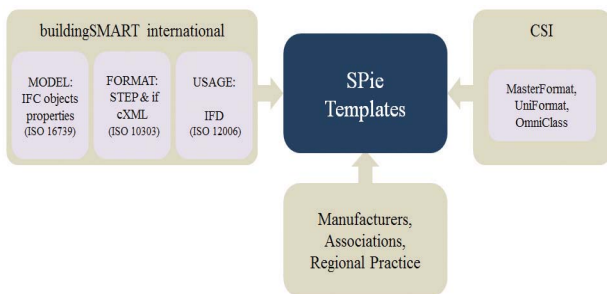 buildingSMART international
MODEL:
IFC objects
properties
(ISO 16739)
FORMAT:
STEP & if
cXML
(ISO 10303)
USAGE:
IFD
(ISO 12006)
SPie
Templates
CSI
MasterFormat,
UniFormat,
OmniClass
Manufacturers,
Associations,
Regional Practice